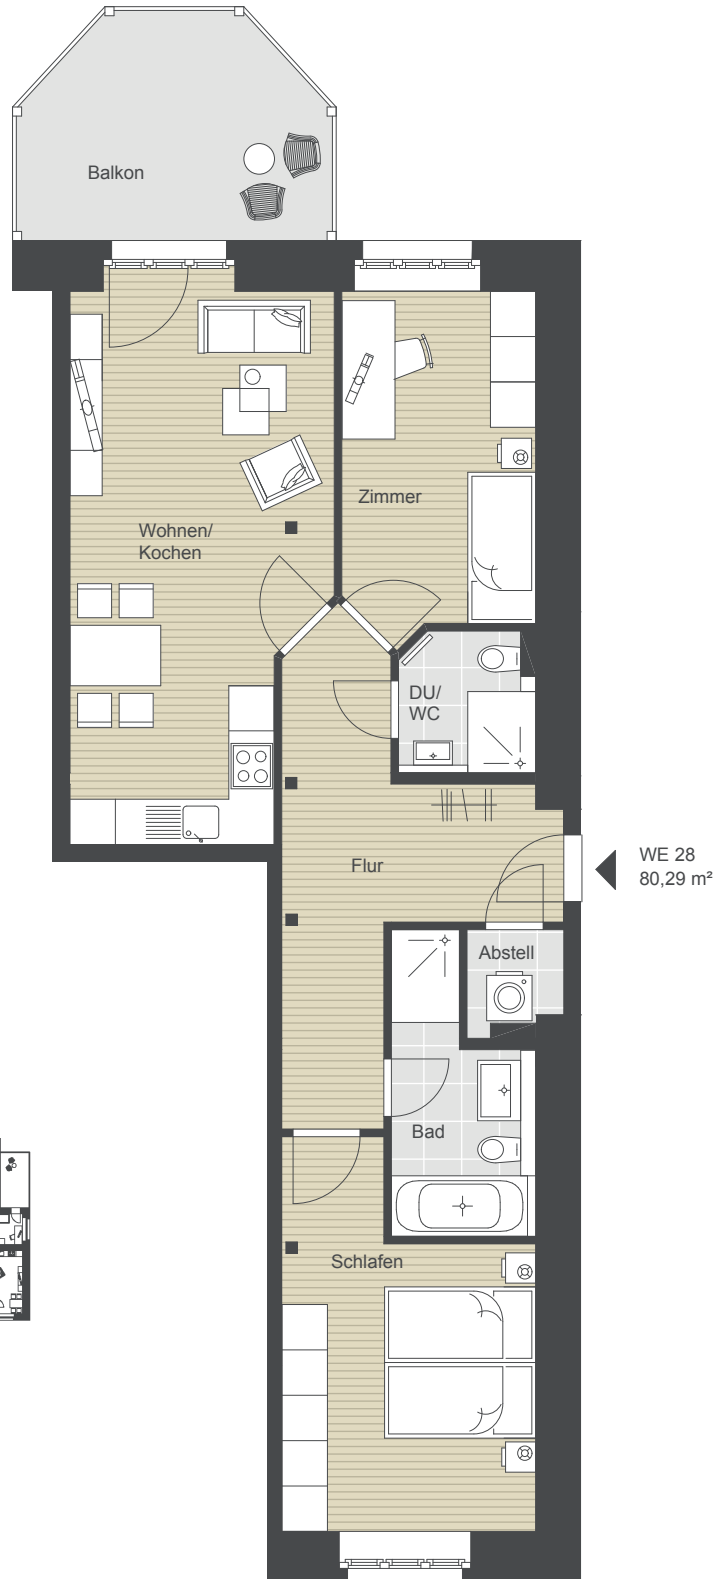 Balkon
Zimmer
Wohnen/
Kochen
DU/
WC
Flur
WE 28
80,29 m²
Abstell
Bad
Schlafen